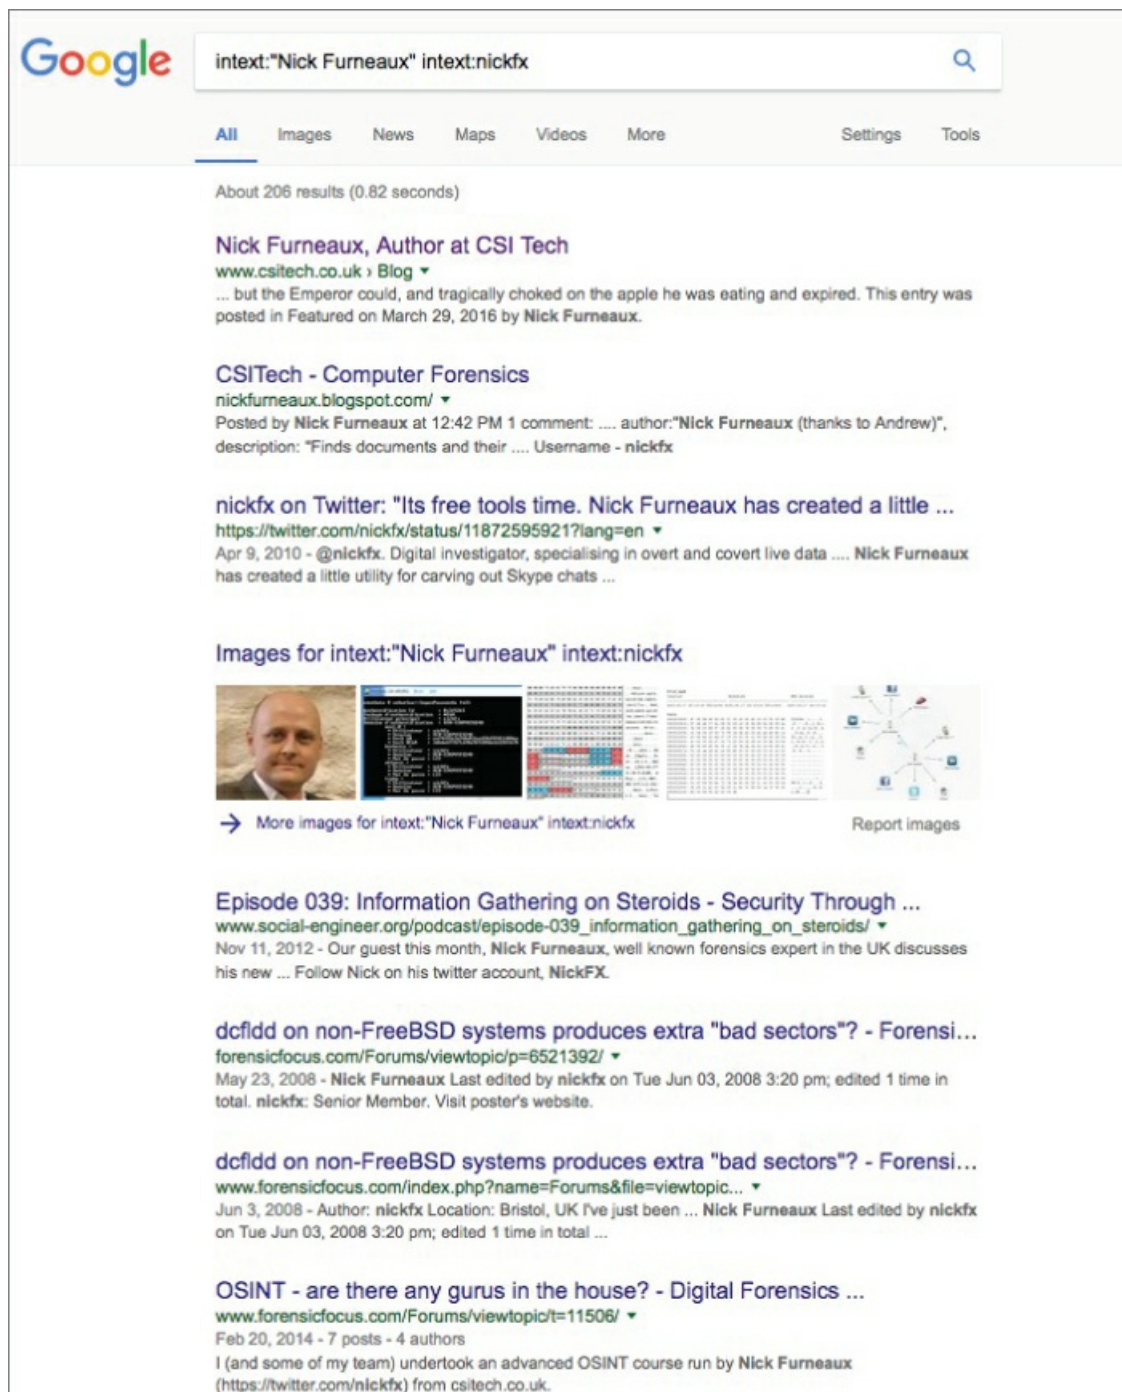 Google
intext:"Nick Furneaux" intext:nickfx
All Images News Maps Videos More Settings Tools
About 206 results (0.82 seconds)
Nick Furneaux, Author at CSI Tech
www.csitech.co.uk › Blog
... but the Emperor could, and tragically choked on the apple he was eating and expired. This entry was
posted in Featured on March 29, 2016 by Nick Furneaux.
CSITech - Computer Forensics
nickfurneaux.blogspot.com/
Posted by Nick Furneaux at 12:42 PM 1 comment: .... author:"Nick Furneaux (thanks to Andrew)",
description: "Finds documents and their .... Username - nickfx
nickfx on Twitter: "Its free tools time. Nick Furneaux has created a little ...
https://twitter.com/nickfx/status/11872595921?lang=en
Apr 9, 2010 - @nickfx. Digital investigator, specialising in overt and covert live data .... Nick Furneaux
has created a little utility for carving out Skype chats ...
Images for intext:"Nick Furneaux" intext:nickfx
More images for intext:"Nick Furneaux" intext:nickfx Report images
Episode 039: Information Gathering on Steroids - Security Through ...
www.social-engineer.org/podcast/episode-039_information_gathering_on_steroids/
Nov 11, 2012 - Our guest this month, Nick Furneaux, well known forensics expert in the UK discusses
his new ... Follow Nick on his twitter account, NickFX.
dcfldd on non-FreeBSD systems produces extra "bad sectors"? - Forensi...
forensicfocus.com/Forums/viewtopic/p=6521392/
May 23, 2008 - Nick Furneaux Last edited by nickfx on Tue Jun 03, 2008 3:20 pm; edited 1 time in
total. nickfx: Senior Member. Visit poster's website.
dcfldd on non-FreeBSD systems produces extra "bad sectors"? - Forensi...
www.forensicfocus.com/index.php?name=Forums&file=viewtopic...
Jun 3, 2008 - Author: nickfx Location: Bristol, UK I've just been ... Nick Furneaux Last edited by nickfx
on Tue Jun 03, 2008 3:20 pm; edited 1 time in total ...
OSINT - are there any gurus in the house? - Digital Forensics ...
www.forensicfocus.com/Forums/viewtopic/t=11506/
Feb 20, 2014 - 7 posts - 4 authors
I (and some of my team) undertook an advanced OSINT course run by Nick Furneaux
(https://twitter.com/nickfx) from csitech.co.uk.